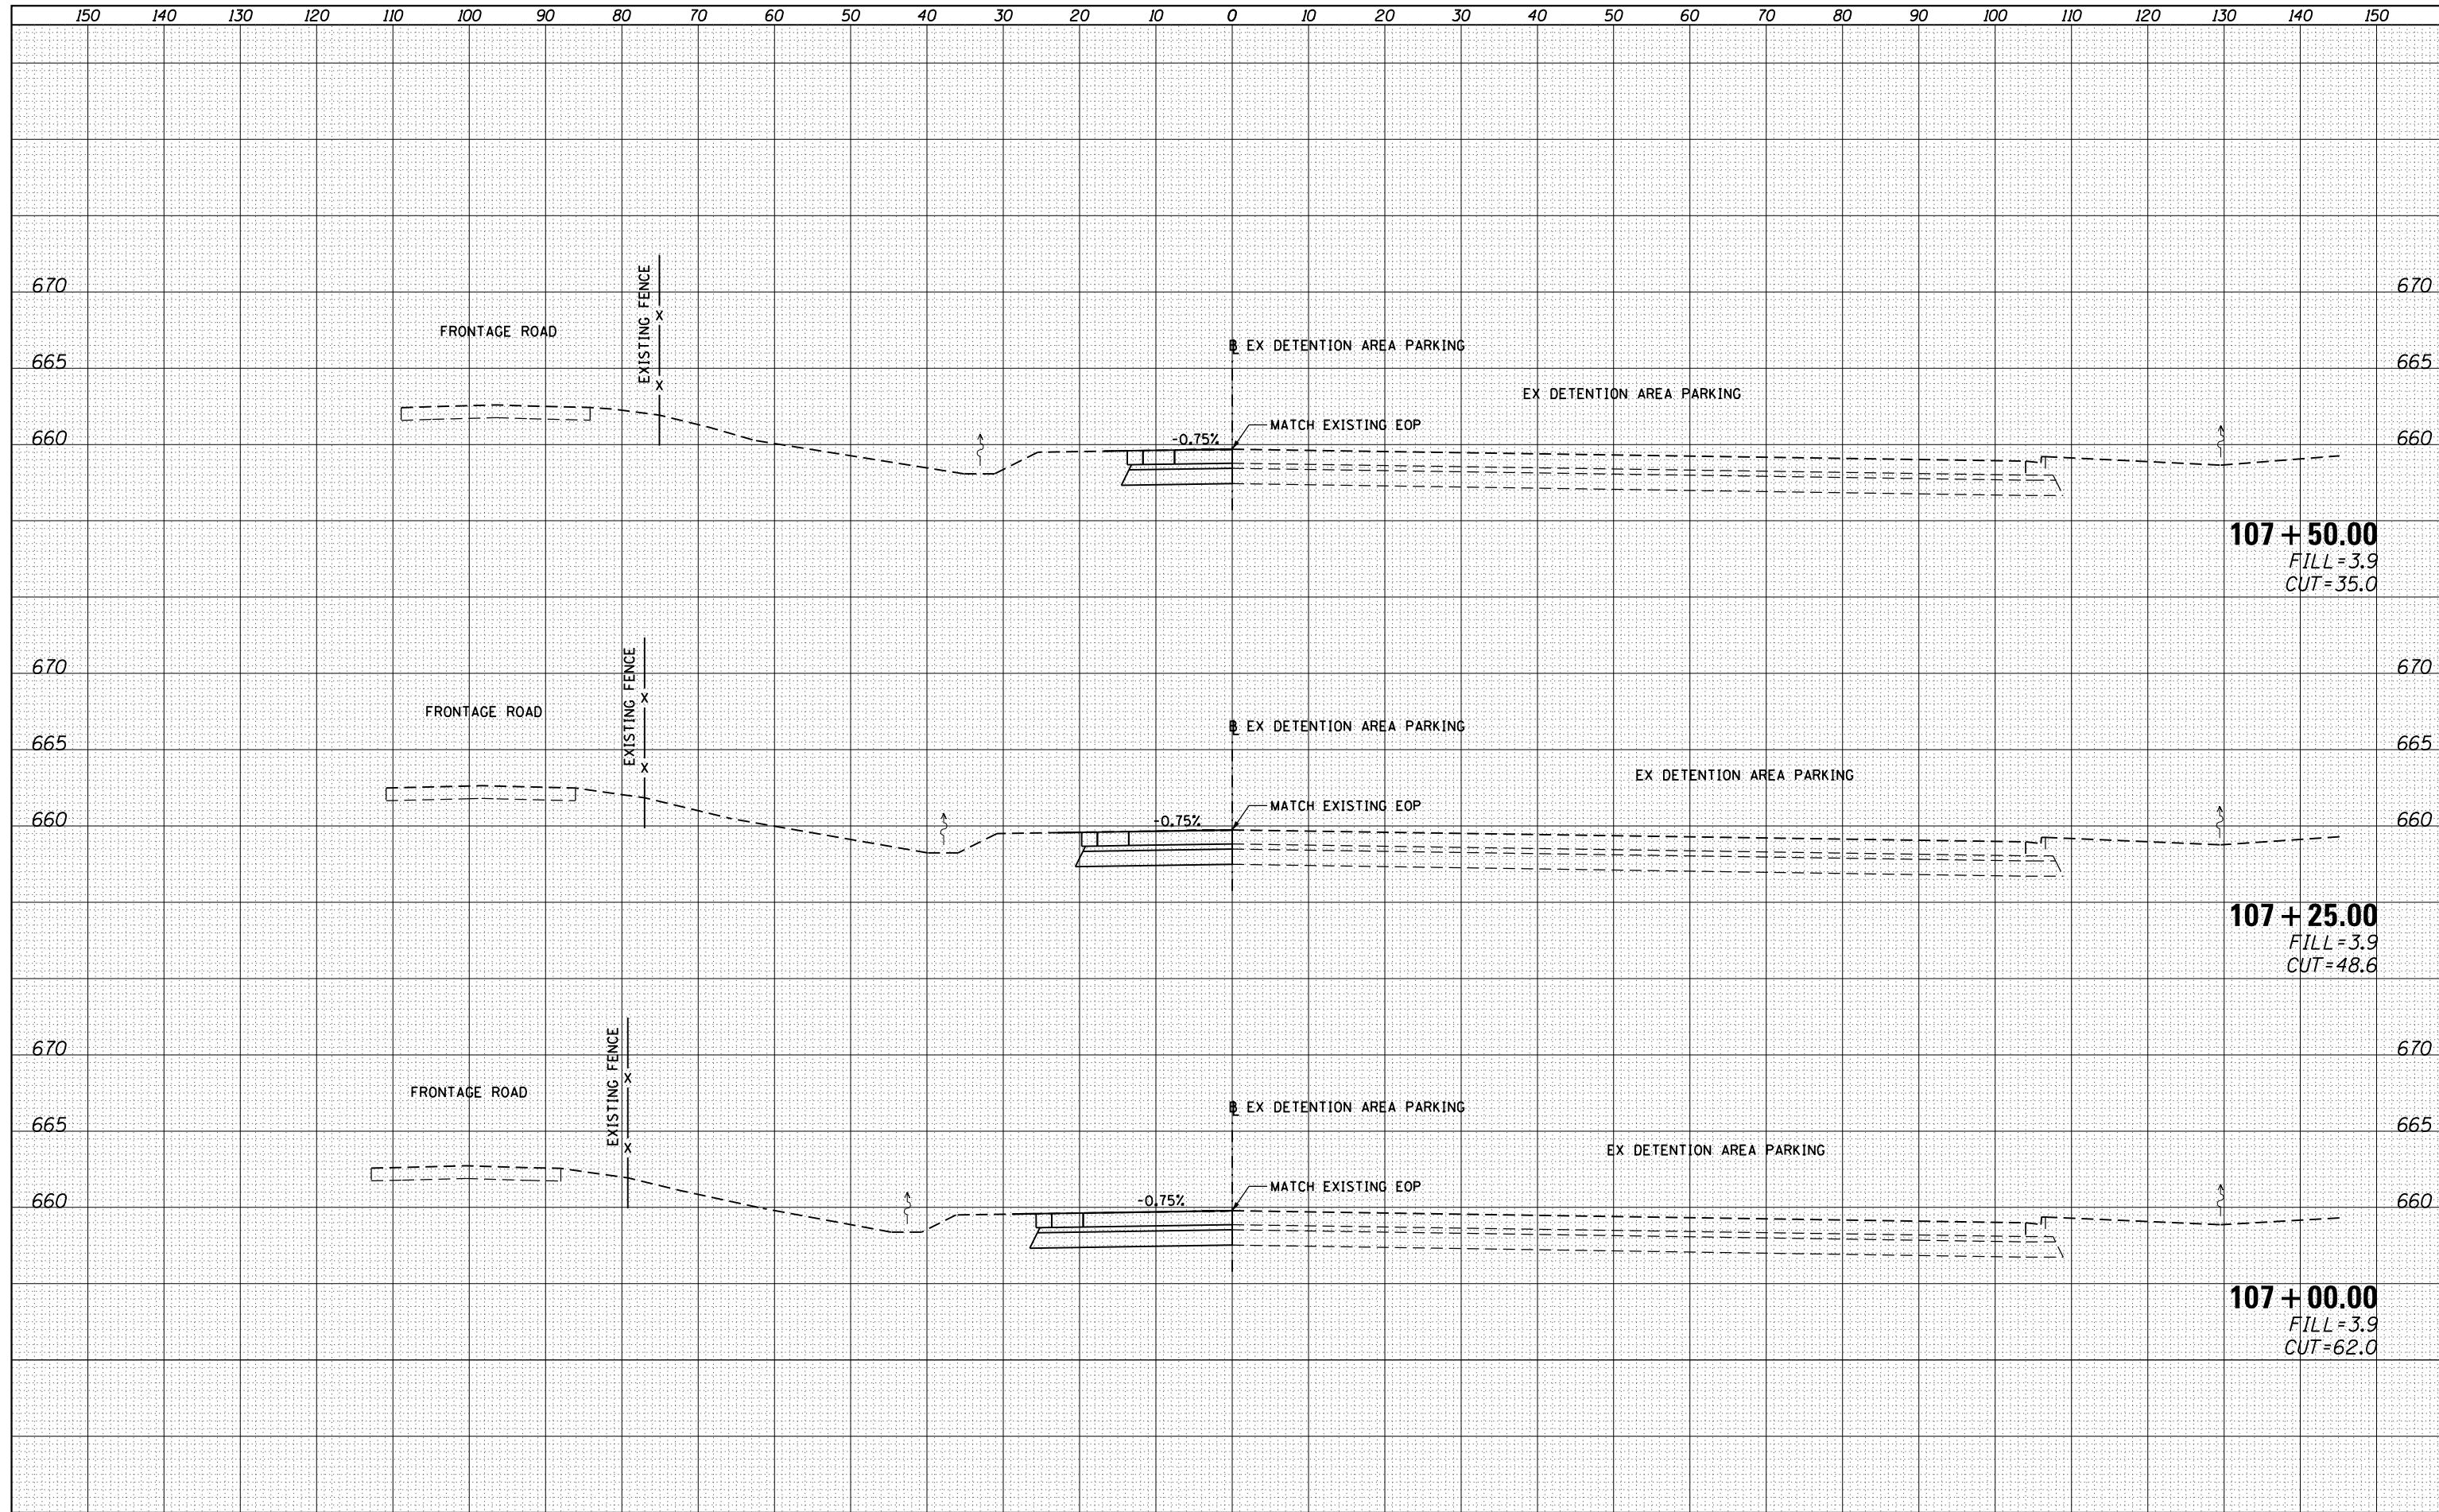 150 140 130 120 110 100 90 80 70 60 50 40 30 20 10 0 10 20 30 40 50 60 70 80 90 100 110 120 130 140 150
670 670
EXISTING FENCE
X
X
FRONTAGE ROAD
℄ EX DETENTION AREA PARKING
665 665
EX DETENTION AREA PARKING
MATCH EXISTING EOP
-0.75%
660 660
107+50.00
FILL=3.9
CUT=35.0
670 670
EXISTING FENCE
X
X
FRONTAGE ROAD
EX DETENTION AREA PARKING
665 665
EX DETENTION AREA PARKING
MATCH EXISTING EOP
-0.75%
660 660
107+25.00
FILL=3.9
CUT=48.6
670 670
EXISTING FENCE
X
X
FRONTAGE ROAD
EX DETENTION AREA PARKING
665 665
EX DETENTION AREA PARKING
MATCH EXISTING EOP
-0.75%
660 660
107+00.00
FILL=3.9
CUT=62.0